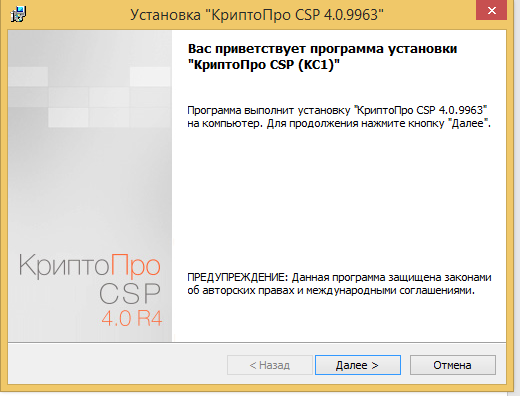 Установка "КриптоПро CSP 4.0.9963"
Вас приветствует программа установки
"КриптоПро CSP (КС1)"
Программа выполнит установку "КриптоПро CSP 4.0.9963"
на компьютер. Для продолжения нажмите кнопку "Далее".
КриптоПро
CSP
4.0 R4
ПРЕДУПРЕЖДЕНИЕ: Данная программа защищена законами
об авторских правах и международными соглашениями.
< Назад
Далее >
Отмена